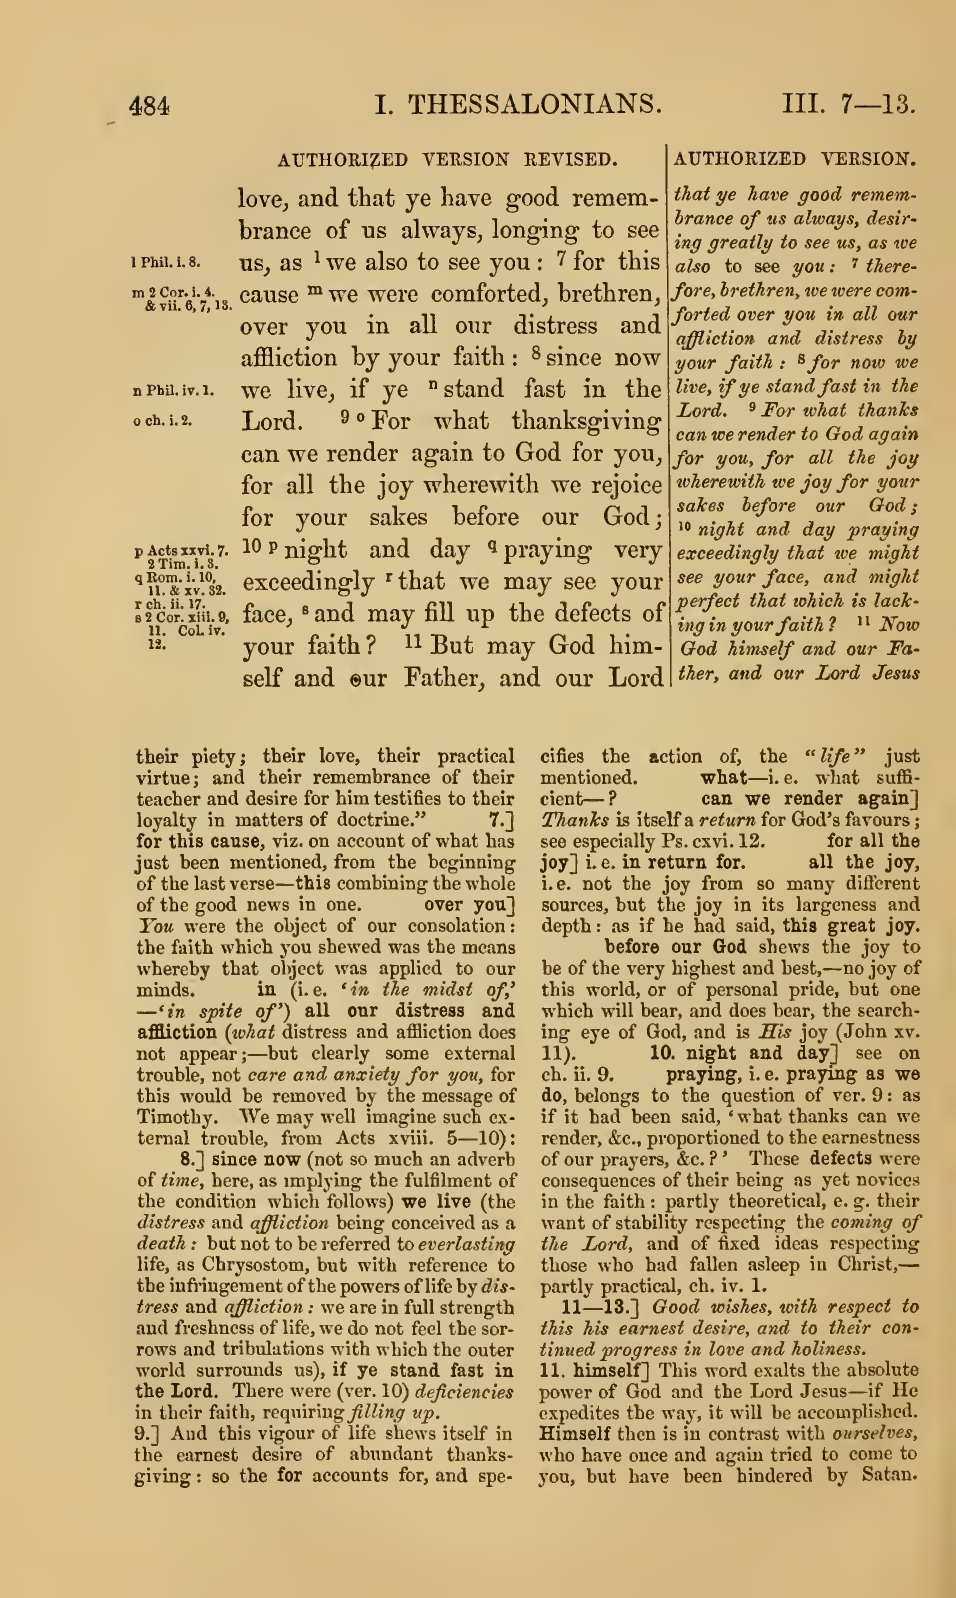 484 I. THESSALONIANS. III. 7—13.
AUTHORIZED VERSION REVISED.
love, and that ye have good remem-
brance of us always, longing to see
us, as l we also to see you : 7 for this
cause m we were comforted, brethren,
over you in all our distress and
affliction by your faith : 8 since now
we live, if ye n stand fast in the
Lord. 9 o For what thanksgiving
can we render again to God for you,
for all the joy wherewith we rejoice
for your sakes before our God;
10 p night and day q praying very
exceedingly r that we may see your
face, s and may fill up the defects of
your faith? 11 But may God him-
self and our Father, and our Lord
l Phil. i. 8.
m 2 Cor. i. 4.
& vii. 6, 7, 13.
n Phil. iv. 1.
o ch. i. 2.
p Acts xxvi. 7.
2 Tim. i. 3.
q Rom. i. 10,
11. & xv. 32.
r ch. ii. 17.
s 2 Cor. xiii. 9,
11. Col. iv.
12.
AUTHORIZED VERSION.
that ye have good remem-
brance of us always, desir-
ing greatly to see us, as we
also to see you: 7 there-
fore, brethren, we were com-
forted over you in all our
affliction and distress by
your faith : 8 for now we
live, if ye stand fast in the
Lord. 9 For what thanks
can we render to God again
for you, for all the joy
wherewith we joy for your
sakes before our God;
10 night and day praying
exceedingly that we might
see your face, and might
perfect that which is lack-
ing in your faith? 11 Now
God himself and our Fa-
ther, and our Lord Jesus
their piety; their love, their practical
virtue; and their remembrance of their
teacher and desire for him testifies to their
loyalty in matters of doctrine.” 7.]
for this cause, viz. on account of what has
just been mentioned, from the beginning
of the last verse—this combining the whole
of the good news in one. over you]
You were the object of our consolation:
the faith which you shewed was the means
whereby that object was applied to our
minds. in (i. e. ‘in the midst of,’
—‘in spite of’) all our distress and
affliction (what distress and affliction does
not appear;—but clearly some external
trouble, not care and anxiety for you, for
this would be removed by the message of
Timothy. We may well imagine such ex-
ternal trouble, from Acts xviii. 5—10):
8.] since now (not so much an adverb
of time, here, as implying the fulfilment of
the condition which follows) we live (the
distress and affliction being conceived as a
death: but not to be referred to everlasting
life, as Chrysostom, but with reference to
the infringement of the powers of life by dis-
tress and affliction: we are in full strength
and freshness of life, we do not feel the sor-
rows and tribulations with which the outer
world surrounds us), if ye stand fast in
the Lord. There were (ver. 10) deficiencies
in their faith, requiring filling up.
9.] And this vigour of life shews itself in
the earnest desire of abundant thanks-
giving: so the for accounts for, and spe-
cifies the action of, the “life” just
mentioned. what—i. e. what suffi-
cient—? can we render again]
Thanks is itself a return for God’s favours;
see especially Ps. cxvi. 12. for all the
joy] i. e. in return for. all the joy,
i. e. not the joy from so many different
sources, but the joy in its largeness and
depth: as if he had said, this great joy.
before our God shews the joy to
be of the very highest and best,—no joy of
this world, or of personal pride, but one
which will bear, and does bear, the search-
ing eye of God, and is His joy (John xv.
11). 10. night and day] see on
ch. ii. 9. praying, i. e. praying as we
do, belongs to the question of ver. 9: as
if it had been said, ‘what thanks can we
render, &c., proportioned to the earnestness
of our prayers, &c.?’ These defects were
consequences of their being as yet novices
in the faith: partly theoretical, e. g. their
want of stability respecting the coming of
the Lord, and of fixed ideas respecting
those who had fallen asleep in Christ,—
partly practical, ch. iv. 1.
11—13.] Good wishes, with respect to
this his earnest desire, and to their con-
tinued progress in love and holiness.
11. himself] This word exalts the absolute
power of God and the Lord Jesus—if He
expedites the way, it will be accomplished.
Himself then is in contrast with ourselves,
who have once and again tried to come to
you, but have been hindered by Satan.